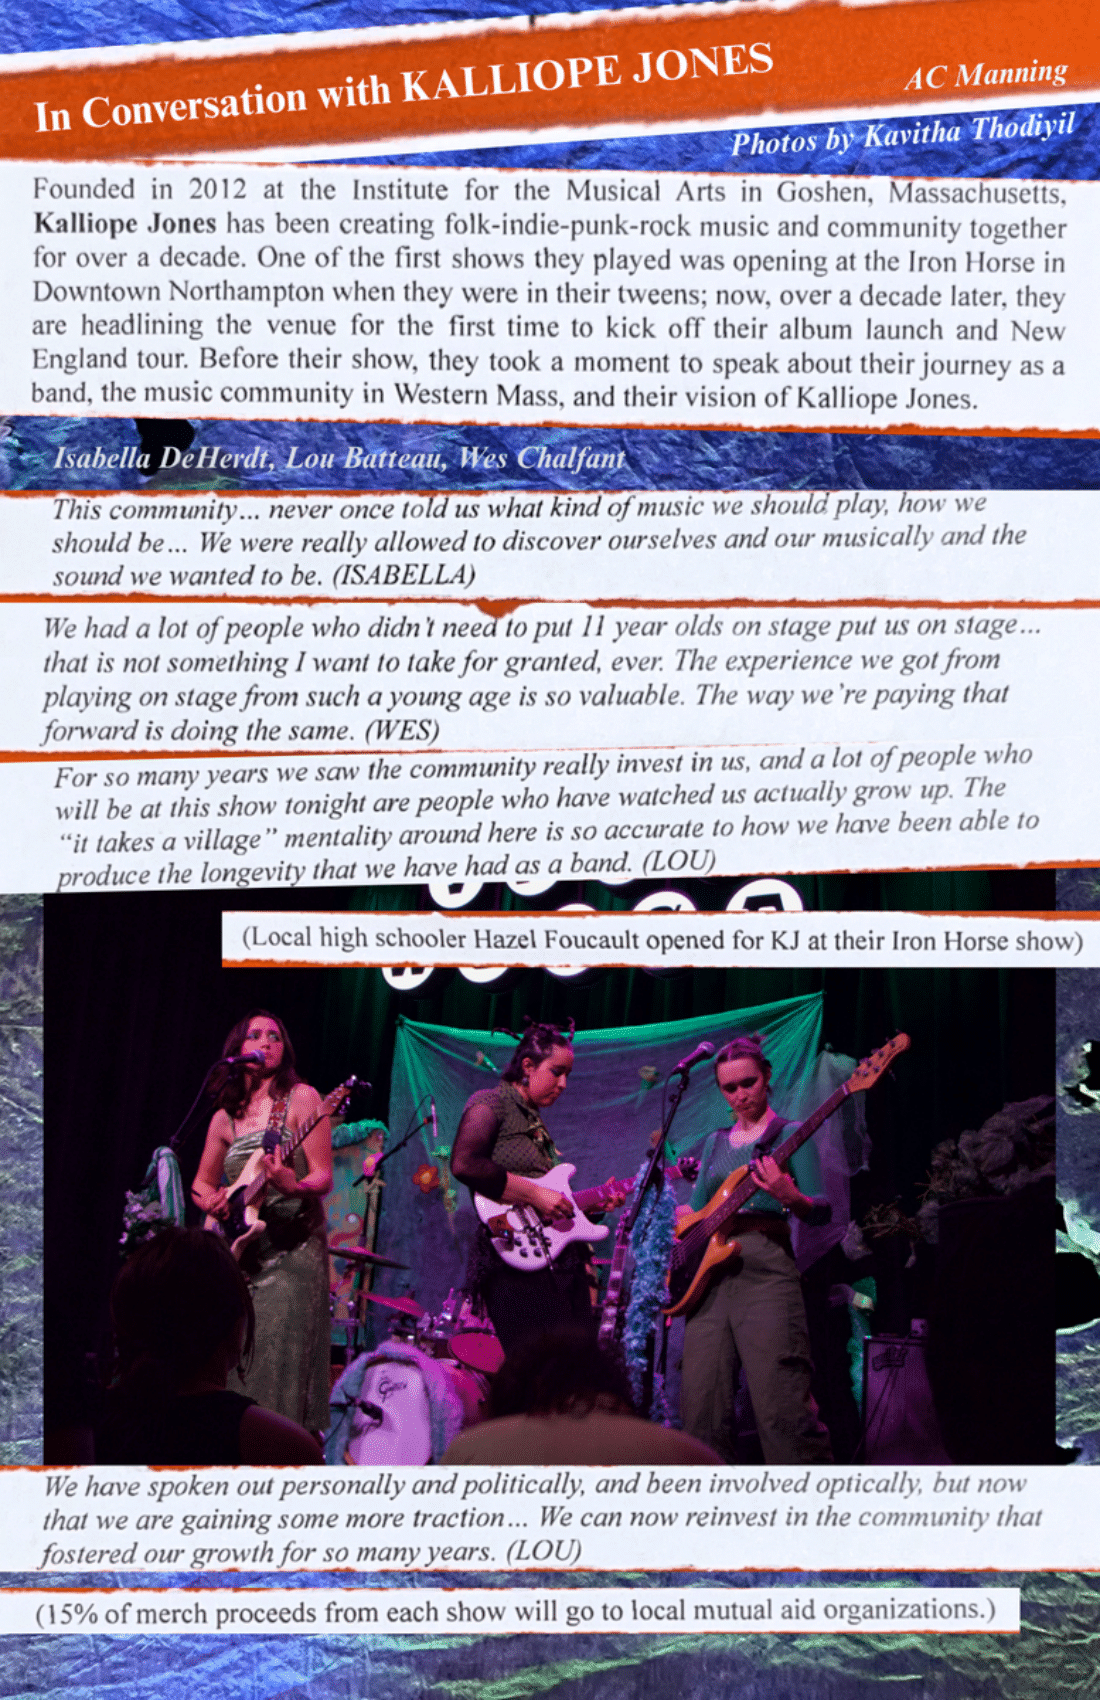 In Conversation with KALLIOPE JONES
AC Manning
Photos by Kavitha Thodiyil
Founded in 2012 at the Institute for the Musical Arts in Goshen, Massachusetts,
Kalliope Jones has been creating folk-indie-punk-rock music and community together
for over a decade. One of the first shows they played was opening at the Iron Horse in
Downtown Northampton when they were in their tweens; now, over a decade later, they
are headlining the venue for the first time to kick off their album launch and New
England tour. Before their show, they took a moment to speak about their journey as a
band, the music community in Western Mass, and their vision of Kalliope Jones.
Isabella DeHerdt, Lou Batteau, Wes Chalfant
This community... never once told us what kind of music we should play, how we
should be... We were really allowed to discover ourselves and our musically and the
sound we wanted to be. (ISABELLA)
We had a lot of people who didn't need to put 11 year olds on stage put us on stage...
that is not something I want to take for granted, ever. The experience we got from
playing on stage from such a young age is so valuable. The way we're paying that
forward is doing the same. (WES)
For so many years we saw the community really invest in us, and a lot of people who
will be at this show tonight are people who have watched us actually grow up. The
“it takes a village” mentality around here is so accurate to how we have been able to
produce the longevity that we have had as a band. (LOU)
(Local high schooler Hazel Foucault opened for KJ at their Iron Horse show)
Gretsch
We have spoken out personally and politically, and been involved optically, but now
that we are gaining some more traction... We can now reinvest in the community that
fostered our growth for so many years. (LOU)
(15% of merch proceeds from each show will go to local mutual aid organizations.)